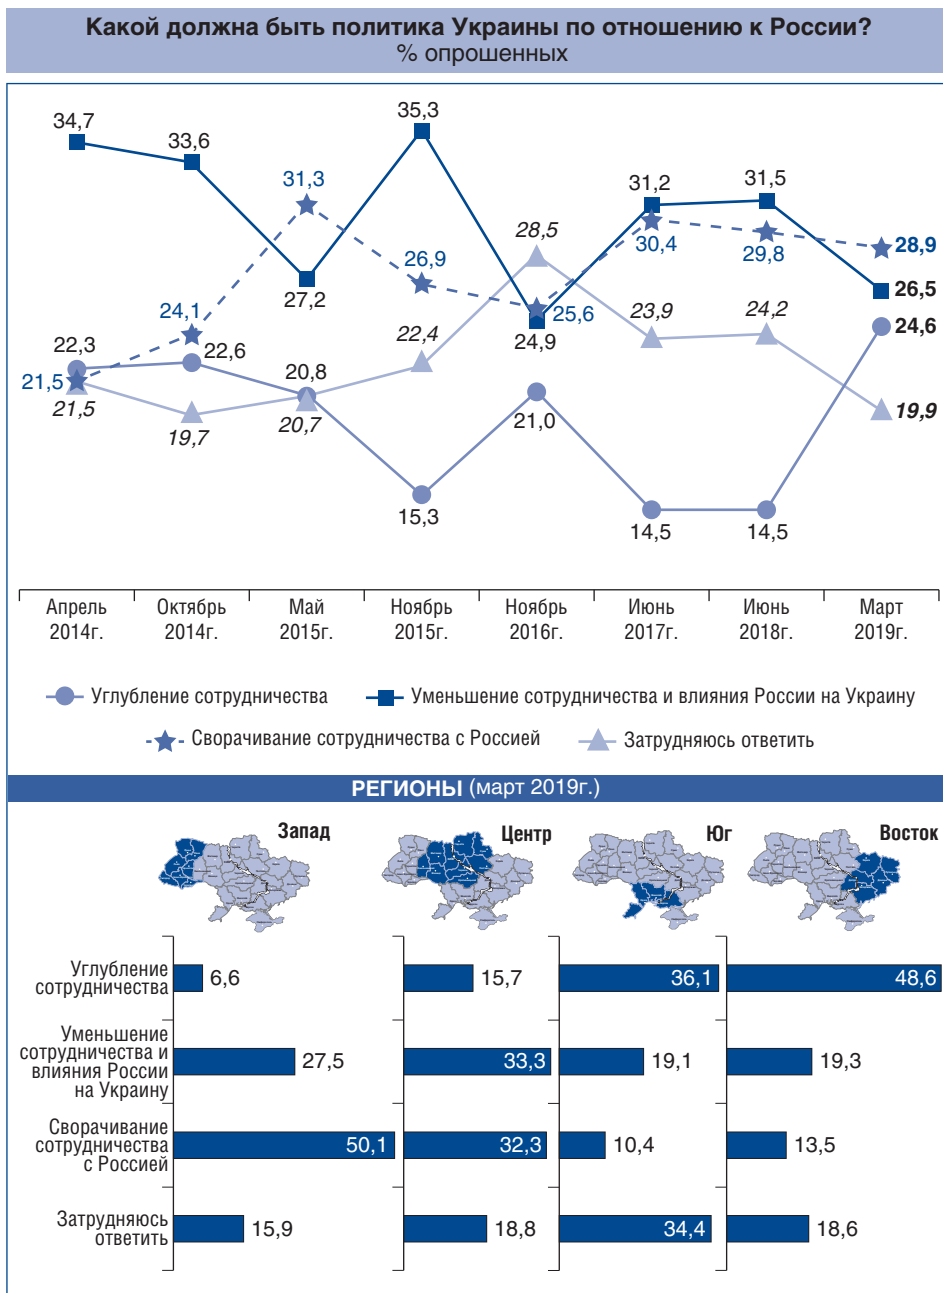 Какой должна быть политика Украины по отношению к России?
% опрошенных
34,7
33,6
27,2
35,3
24,9
31,2
31,5
26,5
21,5
24,1
31,3
26,9
25,6
30,4
29,8
28,9
22,3
22,6
20,8
15,3
21,0
14,5
14,5
24,6
21,5
19,7
20,7
22,4
28,5
23,9
24,2
19,9
Апрель
2014г.
Октябрь
2014г.
Май
2015г.
Ноябрь
2015г.
Ноябрь
2016г.
Июнь
2017г.
Июнь
2018г.
Март
2019г.
Углубление сотрудничества
Уменьшение сотрудничества и влияния России на Украину
Сворачивание сотрудничества с Россией
Затрудняюсь ответить
РЕГИОНЫ (март 2019г.)
Запад
Центр
Юг
Восток
Углубление
сотрудничества
6,6
15,7
36,1
48,6
Уменьшение
сотрудничества и
влияния России
на Украину
27,5
33,3
19,1
19,3
Сворачивание
сотрудничества
с Россией
50,1
32,3
10,4
13,5
Затрудняюсь
ответить
15,9
18,8
34,4
18,6